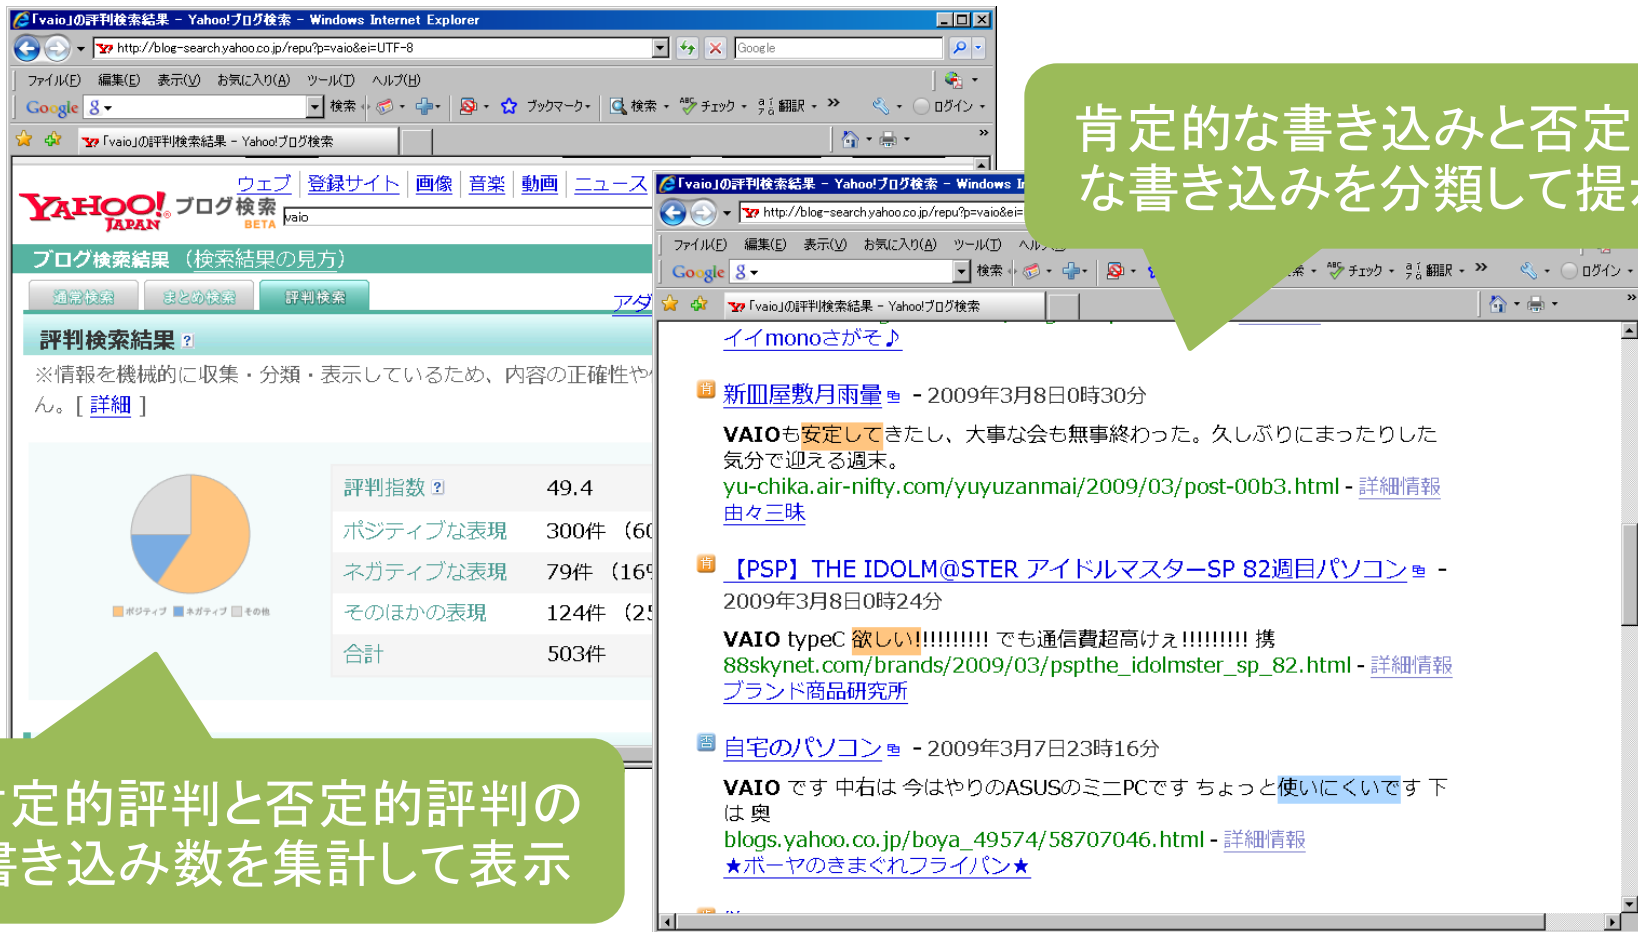 「vaio」の評判検索結果 - Yahoo!ブログ検索 - Windows Internet Explorer
http://blog-search.yahoo.co.jp/repu?p=vaio&ei=UTF-8
Google
ファイル(F) 編集(E) 表示(V) お気に入り(A) ツール(T) ヘルプ(H)
Google 検索 ブックマーク 検索 チェック 翻訳 » ログイン
「vaio」の評判検索結果 - Yahoo!ブログ検索 »
ウェブ 登録サイト 画像 音楽 動画 ニュース
YAHOO! JAPAN ブログ検索 BETA
vaio
ブログ検索結果 (検索結果の見方)
通常検索 まとめ検索 評判検索
アダ
評判検索結果 ?
※情報を機械的に収集・分類・表示しているため、内容の正確性や
ん。[ 詳細 ]
評判指数 ? 49.4
ポジティブな表現 300件 (60
ネガティブな表現 79件 (16%
そのほかの表現 124件 (25
合計 503件
ポジティブ ネガティブ その他
定的評判と否定的評判の
書き込み数を集計して表示
肯定的な書き込みと否定
な書き込みを分類して提
「vaio」の評判検索結果 - Yahoo!ブログ検索 - Windows
http://blog-search.yahoo.co.jp/repu?p=vaio&ei=
ファイル(F) 編集(E) 表示(V) お気に入り(A) ツール(T)
Google 検索 チェック 翻訳 » ログイン
「vaio」の評判検索結果 - Yahoo!ブログ検索 »
イイmonoさがそ♪
肯 新皿屋敷月雨暈 - 2009年3月8日0時30分
VAIOも安定してきたし、大事な会も無事終わった。久しぶりにまったりした
気分で迎える週末。
yu-chika.air-nifty.com/yuyuzanmai/2009/03/post-00b3.html - 詳細情報
由々三昧
肯 【PSP】THE IDOLM@STER アイドルマスターSP 82週目パソコン -
2009年3月8日0時24分
VAIO typeC 欲しい!!!!!!!!!!! でも通信費超高けぇ!!!!!!!!! 携
88skynet.com/brands/2009/03/pspthe_idolmster_sp_82.html - 詳細情報
ブランド商品研究所
否 自宅のパソコン - 2009年3月7日23時16分
VAIO です 中右は 今はやりのASUSのミニPCです ちょっと使いにくいです 下
は 奥
blogs.yahoo.co.jp/boya_49574/58707046.html - 詳細情報
★ボーヤのきまぐれフライパン★